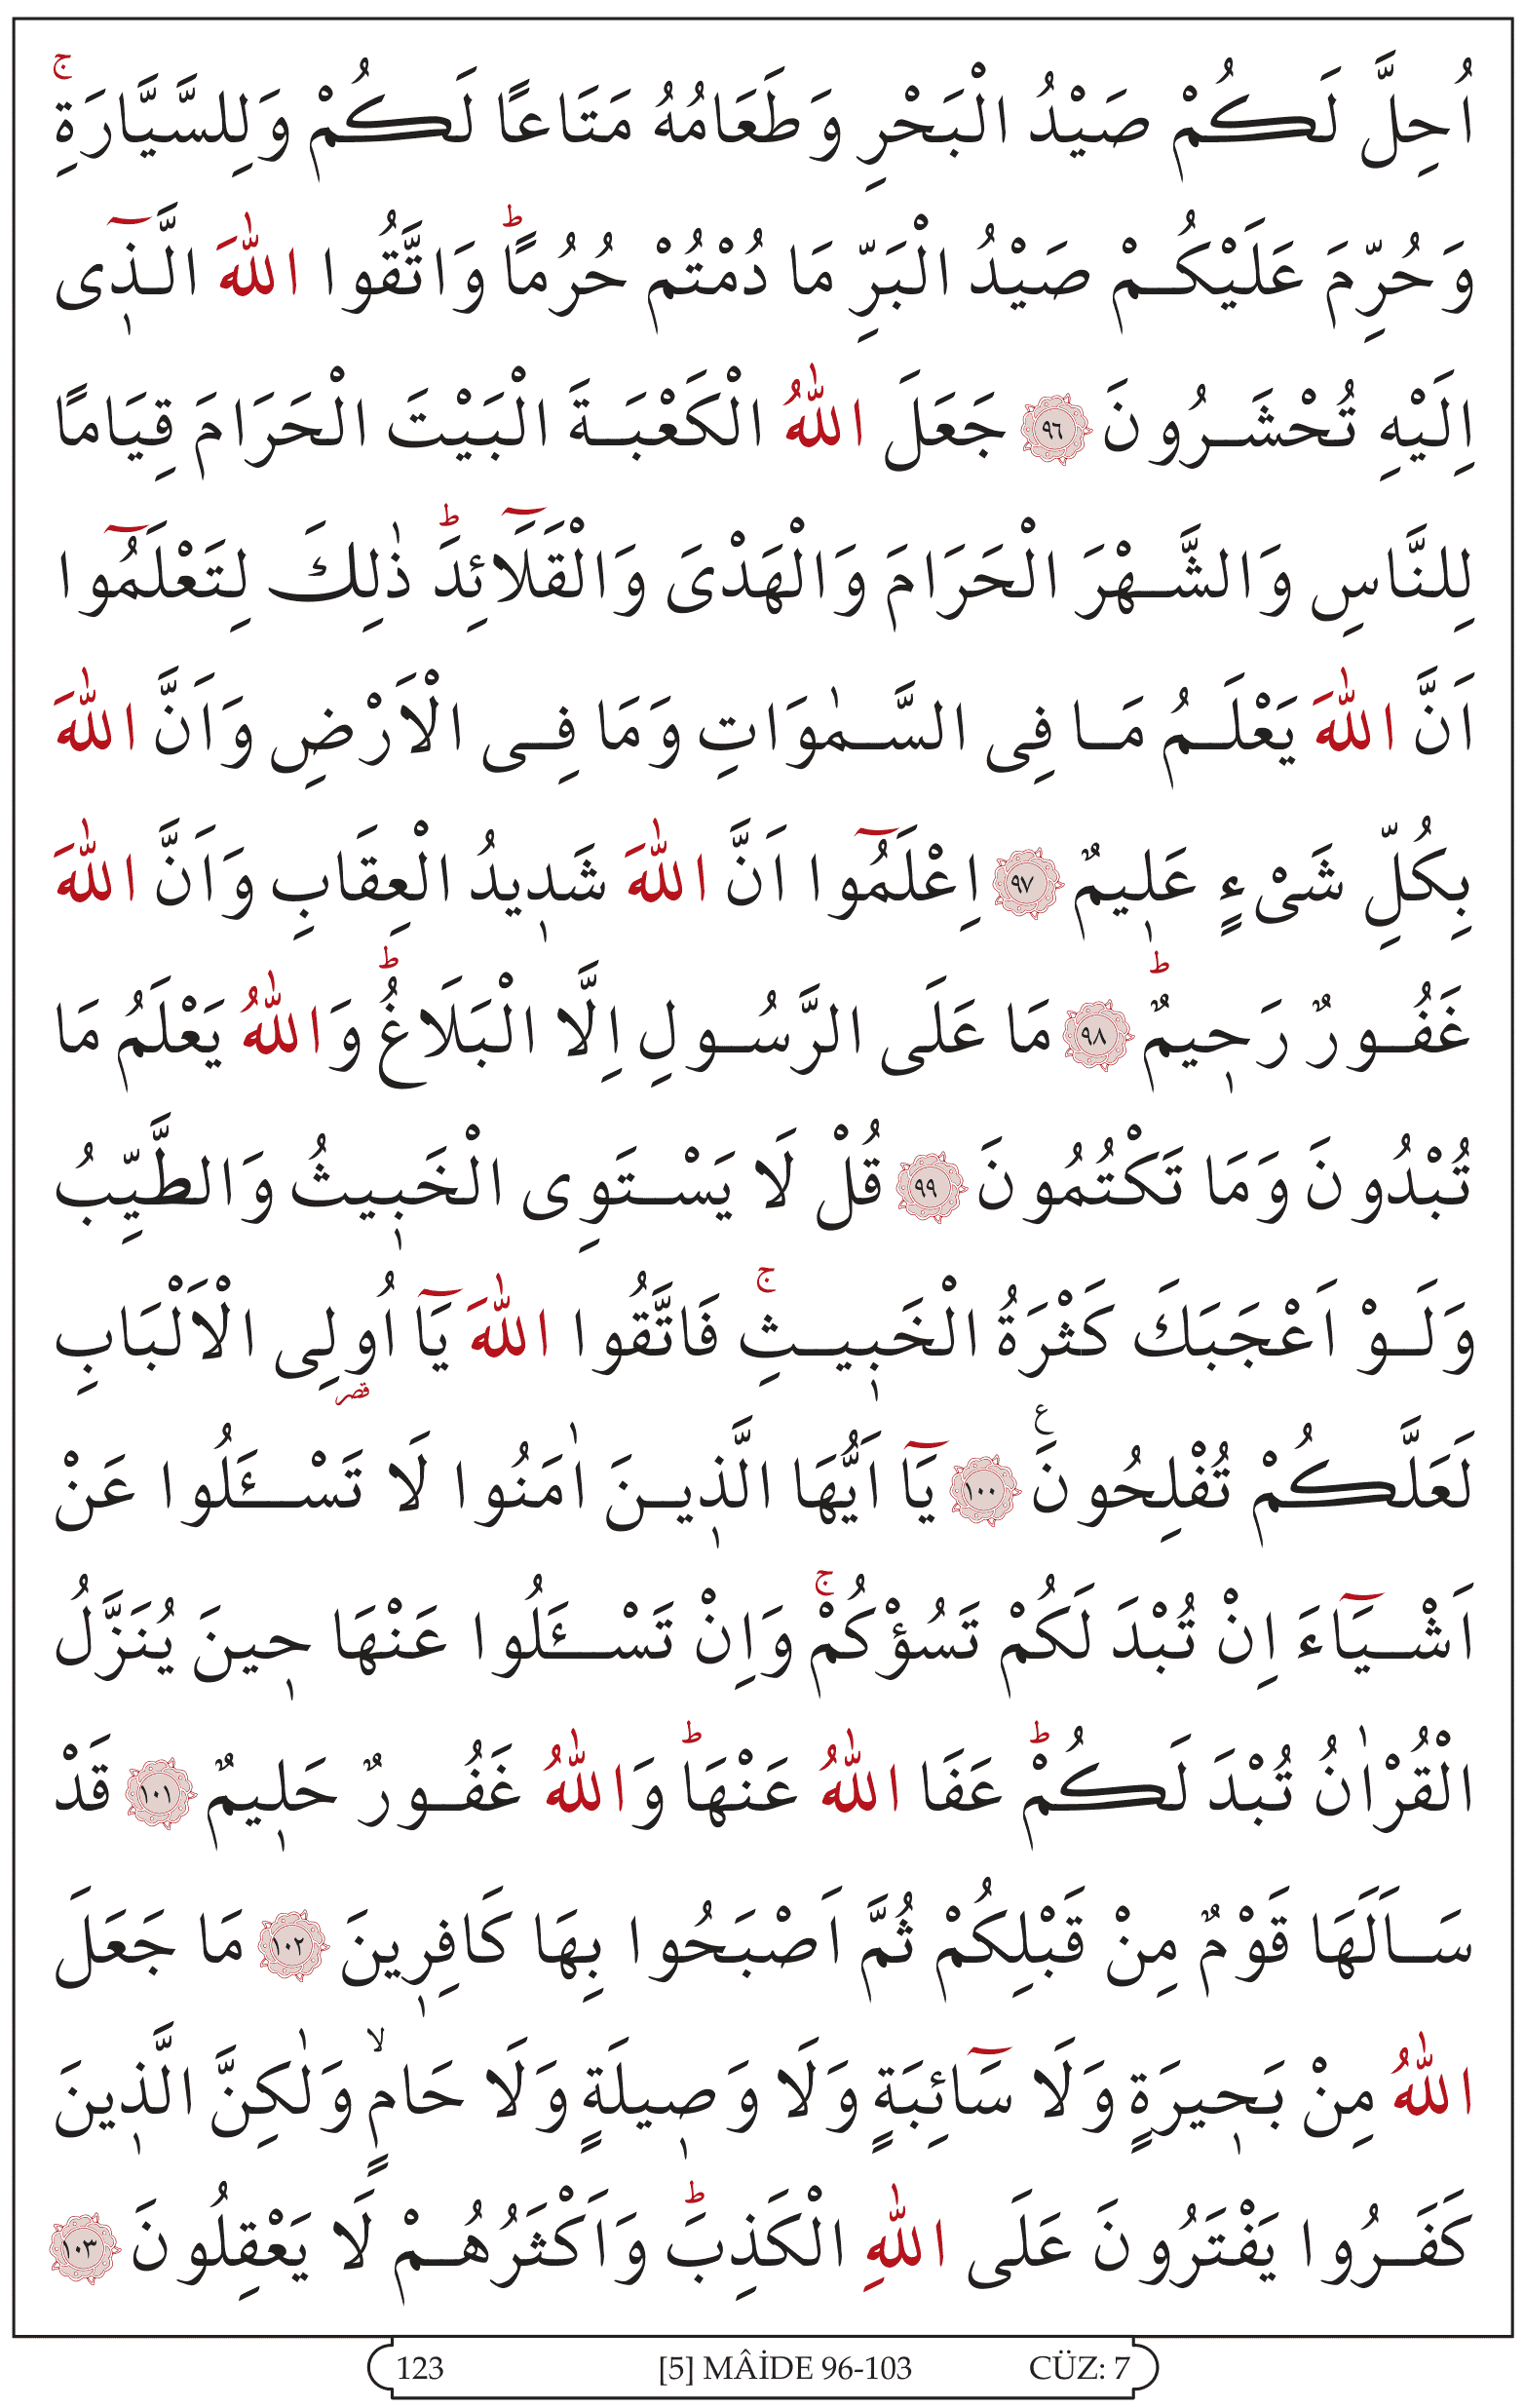 اُحِلَّ لَكُمْ صَيْدُ الْبَحْرِ وَطَعَامُهُ مَتَاعًا لَكُمْ وَلِلسَّيَّارَةِۚ
وَحُرِّمَ عَلَيْكُمْ صَيْدُ الْبَرِّ مَا دُمْتُمْ حُرُمًاۜ وَاتَّقُوا اللّٰهَ الَّذ۪ٓى
اِلَيْهِ تُحْشَرُونَ ﴿٩٦﴾ جَعَلَ اللّٰهُ الْكَعْبَةَ الْبَيْتَ الْحَرَامَ قِيَامًا
لِلنَّاسِ وَالشَّهْرَ الْحَرَامَ وَالْهَدْىَ وَالْقَلَٓائِدَۜ ذٰلِكَ لِتَعْلَمُٓوا
اَنَّ اللّٰهَ يَعْلَمُ مَا فِى السَّمٰوَاتِ وَمَا فِى الْاَرْضِ وَاَنَّ اللّٰهَ
بِكُلِّ شَىْءٍ عَل۪يمٌ ﴿٩٧﴾ اِعْلَمُٓوا اَنَّ اللّٰهَ شَد۪يدُ الْعِقَابِ وَاَنَّ اللّٰهَ
غَفُورٌ رَح۪يمٌۜ ﴿٩٨﴾ مَا عَلَى الرَّسُولِ اِلَّا الْبَلَاغُۜ وَاللّٰهُ يَعْلَمُ مَا
تُبْدُونَ وَمَا تَكْتُمُونَ ﴿٩٩﴾ قُلْ لَا يَسْتَوِى الْخَب۪يثُ وَالطَّيِّبُ
وَلَوْ اَعْجَبَكَ كَثْرَةُ الْخَب۪يثِۚ فَاتَّقُوا اللّٰهَ يَٓا اُولِى الْاَلْبَابِ
قصر
لَعَلَّكُمْ تُفْلِحُونَ۟ ع ﴿١٠٠﴾ يَٓا اَيُّهَا الَّذ۪ينَ اٰمَنُوا لَا تَسْـَٔلُوا عَنْ
اَشْيَٓاءَ اِنْ تُبْدَ لَكُمْ تَسُؤْكُمْۚ وَاِنْ تَسْـَٔلُوا عَنْهَا ح۪ينَ يُنَزَّلُ
الْقُرْاٰنُ تُبْدَ لَكُمْۜ عَفَا اللّٰهُ عَنْهَاۜ وَاللّٰهُ غَفُورٌ حَل۪يمٌ ﴿١٠١﴾ قَدْ
سَاَلَهَا قَوْمٌ مِنْ قَبْلِكُمْ ثُمَّ اَصْبَحُوا بِهَا كَافِر۪ينَ ﴿١٠٢﴾ مَا جَعَلَ
اللّٰهُ مِنْ بَح۪يرَةٍ وَلَا سَٓائِبَةٍ وَلَا وَص۪يلَةٍ وَلَا حَامٍۙ وَلٰكِنَّ الَّذ۪ينَ
كَفَرُوا يَفْتَرُونَ عَلَى اللّٰهِ الْكَذِبَۜ وَاَكْثَرُهُمْ لَا يَعْقِلُونَ ﴿١٠٣﴾
123 [5] MÂİDE 96-103 CÜZ: 7